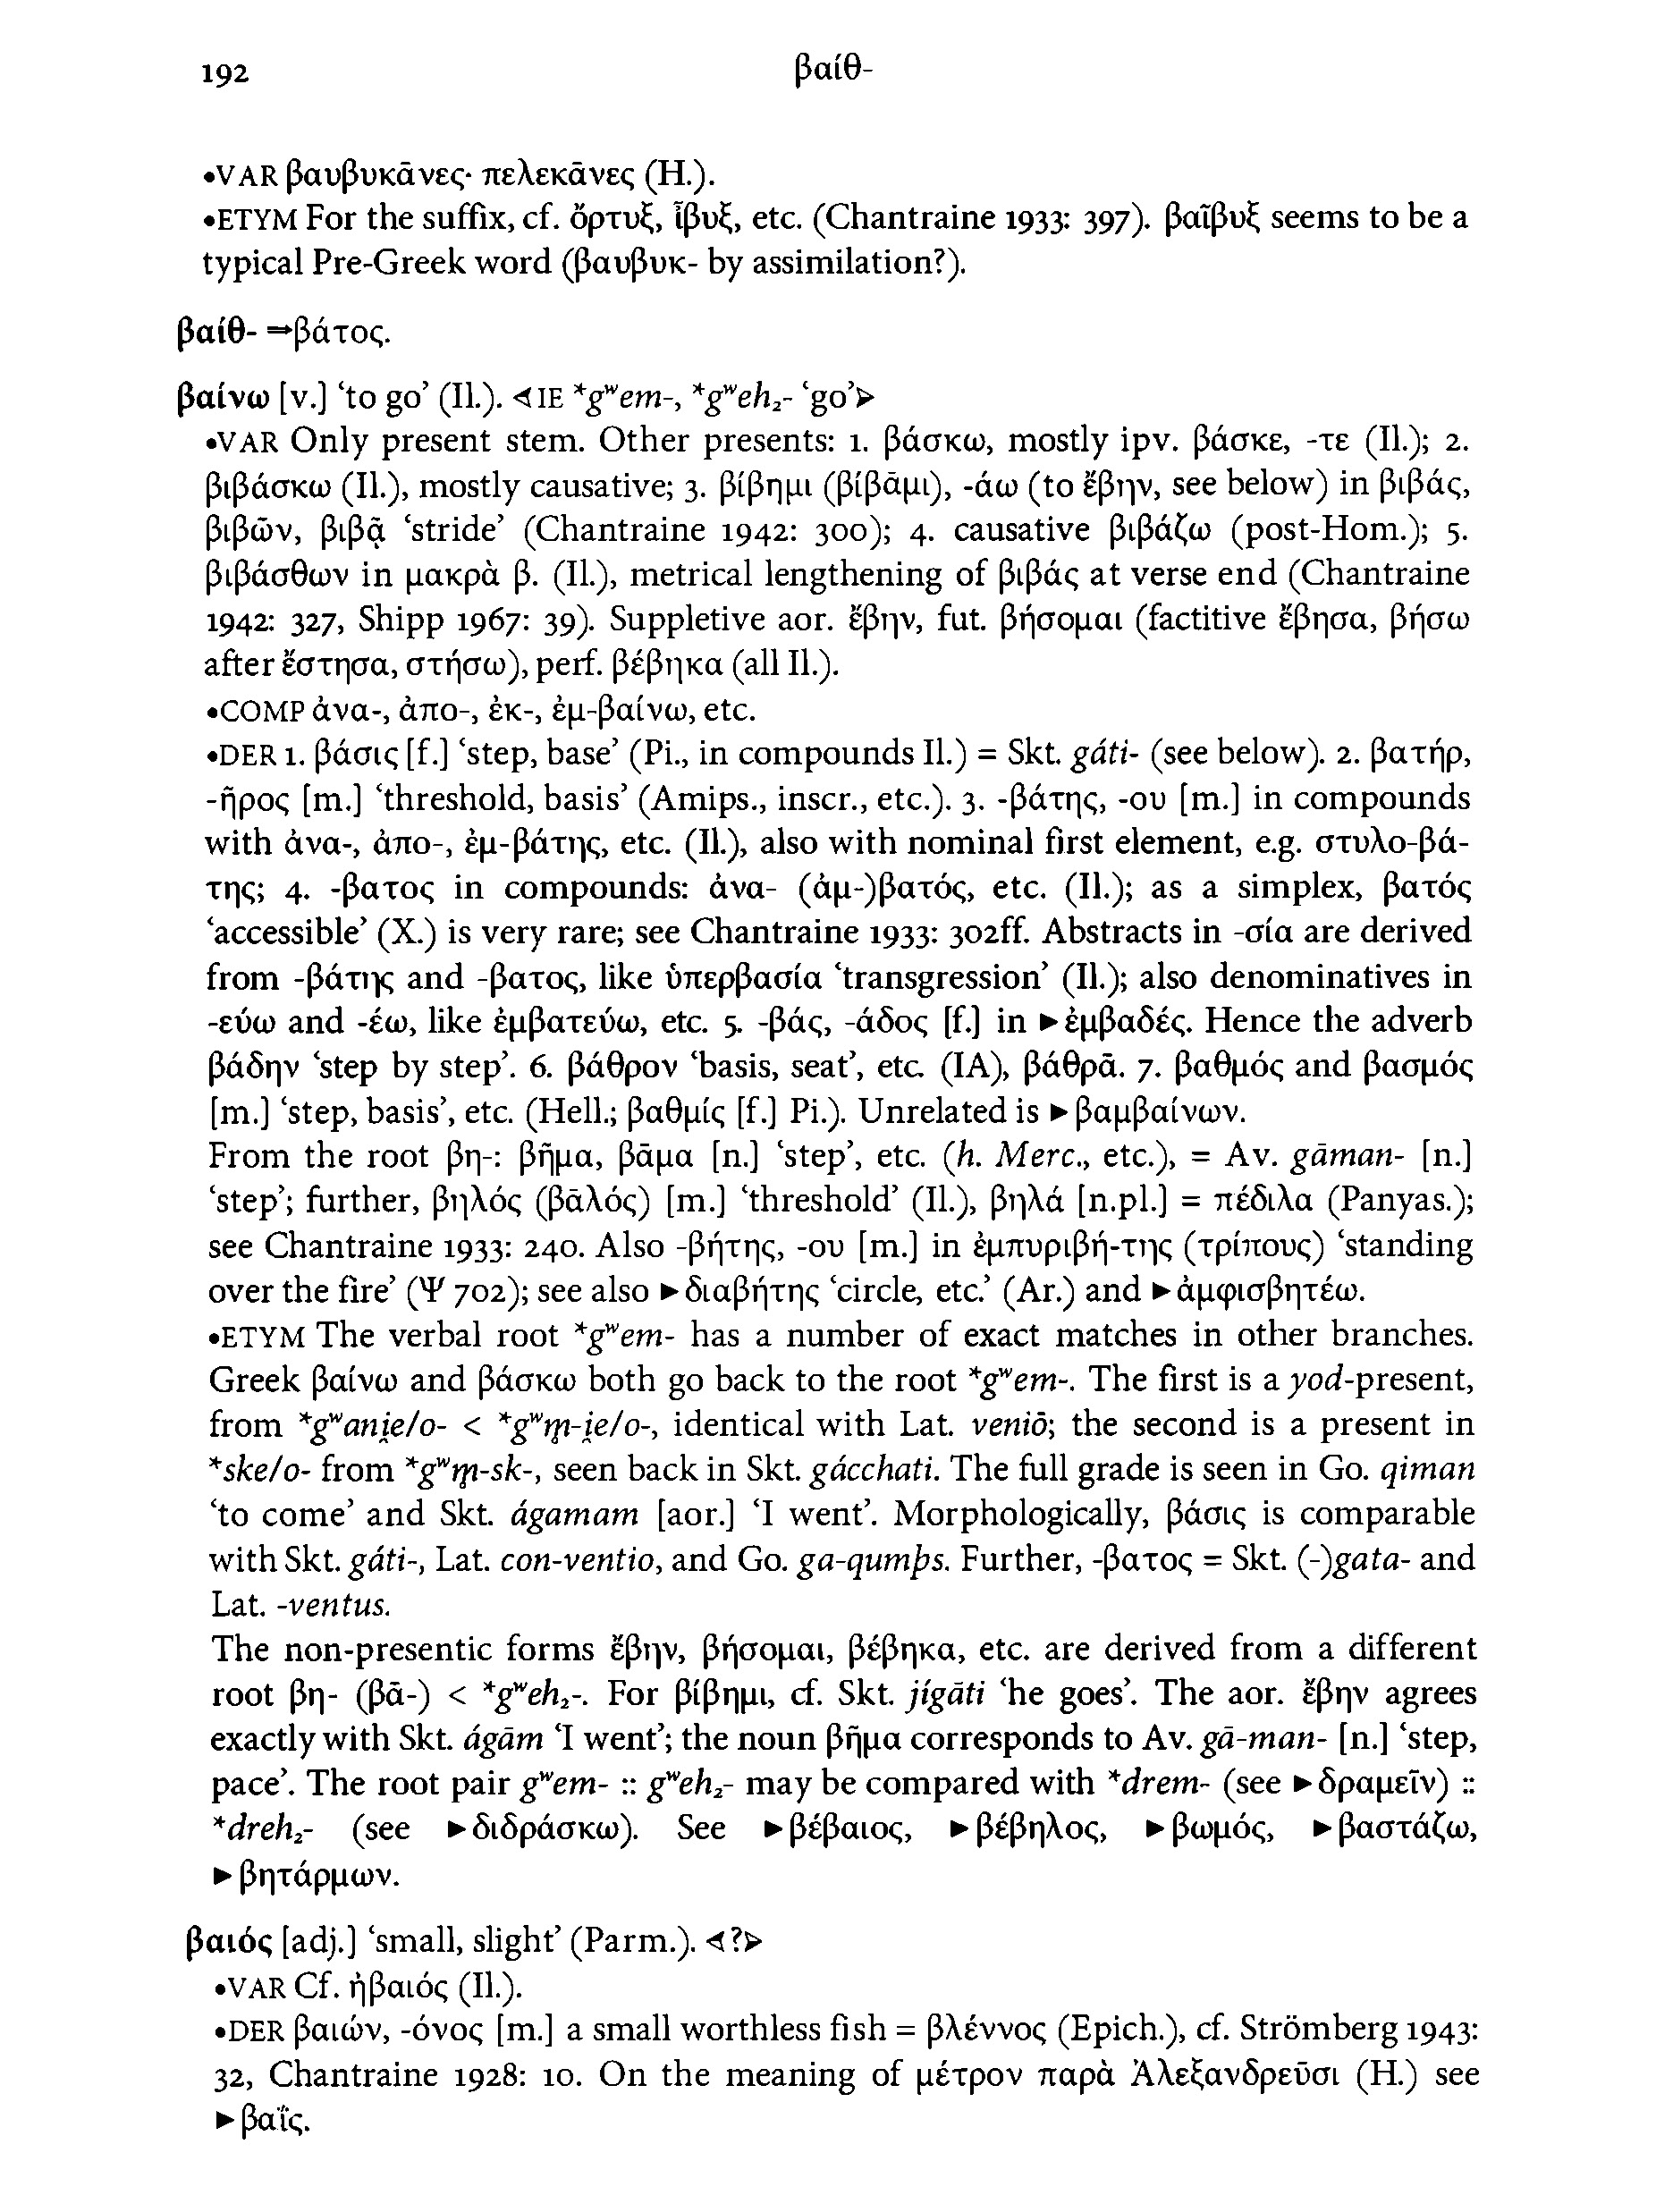 192 βαίθ-
•VAR βαυβυκᾶνες· πελεκᾶνες (H.).
•ETYM For the suffix, cf. ὄρτυξ, ἶβυξ, etc. (Chantraine 1933: 397). βαῖβυξ seems to be a
typical Pre-Greek word (βαυβυκ- by assimilation?).
βαίθ- ⇒βάτος.
βαίνω [v.] ‘to go’ (Il.). ◁IE *gʷem-, *gʷeh₂- ‘go’▷
•VAR Only present stem. Other presents: 1. βάσκω, mostly ipv. βάσκε, -τε (Il.); 2.
βιβάσκω (Il.), mostly causative; 3. βίβημι (βίβᾱμι), -άω (to ἔβην, see below) in βιβάς,
βιβῶν, βιβᾷ ‘stride’ (Chantraine 1942: 300); 4. causative βιβάζω (post-Hom.); 5.
βιβάσθων in μακρὰ β. (Il.), metrical lengthening of βιβάς at verse end (Chantraine
1942: 327, Shipp 1967: 39). Suppletive aor. ἔβην, fut. βήσομαι (factitive ἔβησα, βήσω
after ἔστησα, στήσω), perf. βέβηκα (all Il.).
•COMP ἀνα-, ἀπο-, ἐκ-, ἐμ-βαίνω, etc.
•DER 1. βάσις [f.] ‘step, base’ (Pi., in compounds Il.) = Skt. gáti- (see below). 2. βατήρ,
-ῆρος [m.] ‘threshold, basis’ (Amips., inscr., etc.). 3. -βάτης, -ου [m.] in compounds
with ἀνα-, ἀπο-, ἐμ-βάτης, etc. (Il.), also with nominal first element, e.g. στυλο-βά-
της; 4. -βατος in compounds: ἀνα- (ἀμ-)βατός, etc. (Il.); as a simplex, βατός
‘accessible’ (X.) is very rare; see Chantraine 1933: 302ff. Abstracts in -σία are derived
from -βάτης and -βατος, like ὑπερβασία ‘transgression’ (Il.); also denominatives in
-εύω and -έω, like ἐμβατεύω, etc. 5. -βάς, -άδος [f.] in ►ἐμβαδές. Hence the adverb
βάδην ‘step by step’. 6. βάθρον ‘basis, seat’, etc. (IA), βάθρᾱ. 7. βαθμός and βασμός
[m.] ‘step, basis’, etc. (Hell.; βαθμίς [f.] Pi.). Unrelated is ►βαμβαίνων.
From the root βη-: βῆμα, βᾶμα [n.] ‘step’, etc. (h. Merc., etc.), = Av. gāman- [n.]
‘step’; further, βηλός (βᾱλός) [m.] ‘threshold’ (Il.), βηλά [n.pl.] = πέδιλα (Panyas.);
see Chantraine 1933: 240. Also -βήτης, -ου [m.] in ἐμπυριβή-της (τρίπους) ‘standing
over the fire’ (Ψ 702); see also ►διαβήτης ‘circle, etc.’ (Ar.) and ►ἀμφισβητέω.
•ETYM The verbal root *gʷem- has a number of exact matches in other branches.
Greek βαίνω and βάσκω both go back to the root *gʷem-. The first is a yod-present,
from *gʷani̯e/o- < *gʷm̥-i̯e/o-, identical with Lat. veniō; the second is a present in
*ske/o- from *gʷm̥-sk-, seen back in Skt. gácchati. The full grade is seen in Go. qiman
‘to come’ and Skt. ágamam [aor.] ‘I went’. Morphologically, βάσις is comparable
with Skt. gáti-, Lat. con-ventio, and Go. ga-qumþs. Further, -βατος = Skt. (-)gata- and
Lat. -ventus.
The non-presentic forms ἔβην, βήσομαι, βέβηκα, etc. are derived from a different
root βη- (βᾱ-) < *gʷeh₂-. For βίβημι, cf. Skt. jígāti ‘he goes’. The aor. ἔβην agrees
exactly with Skt. ágām ‘I went’; the noun βῆμα corresponds to Av. gā-man- [n.] ‘step,
pace’. The root pair gʷem- :: gʷeh₂- may be compared with *drem- (see ►δραμεῖν) ::
*dreh₂- (see ►διδράσκω). See ►βέβαιος, ►βέβηλος, ►βωμός, ►βαστάζω,
►βητάρμων.
βαιός [adj.] ‘small, slight’ (Parm.). ◁?▷
•VAR Cf. ἠβαιός (Il.).
•DER βαιών, -όνος [m.] a small worthless fish = βλέννος (Epich.), cf. Strömberg 1943:
32, Chantraine 1928: 10. On the meaning of μέτρον παρὰ Ἀλεξανδρεῦσι (H.) see
►βαΐς.